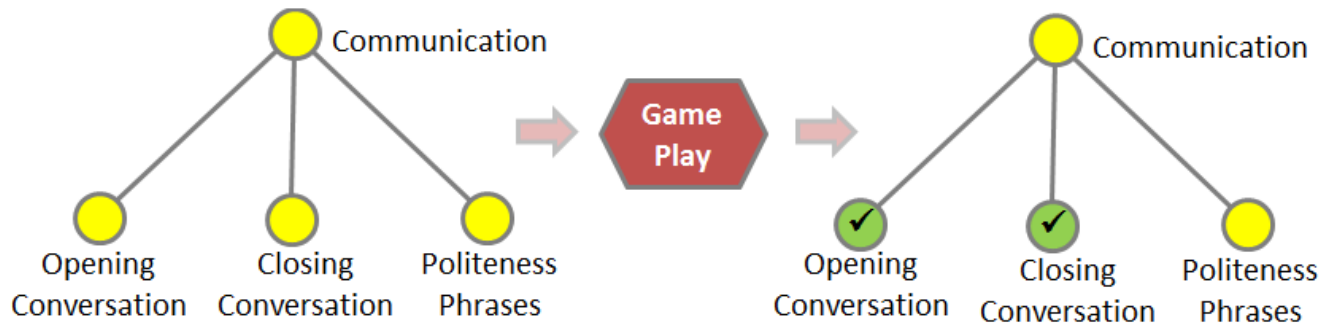 Communication
Opening
Conversation
Closing
Conversation
Politeness
Phrases
Game
Play
Communication
Opening
Conversation
Closing
Conversation
Politeness
Phrases